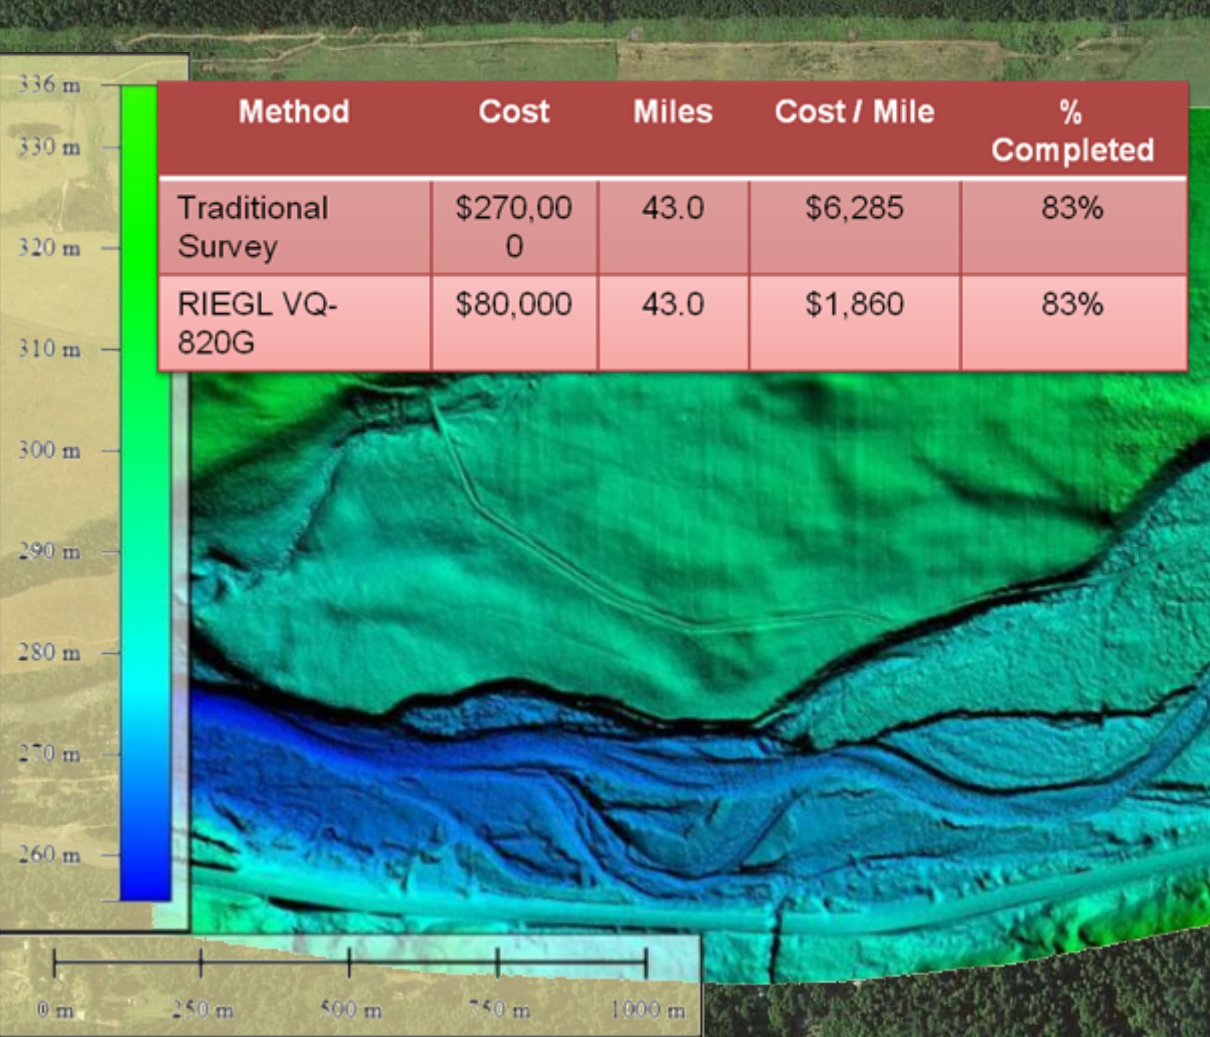 336 m
330 m
320 m
310 m
300 m
290 m
280 m
270 m
260 m
Method Cost Miles Cost / Mile %
Completed
Traditional $270,00 43.0 $6,285 83%
Survey 0
RIEGL VQ- $80,000 43.0 $1,860 83%
820G
0 m 250 m 500 m 750 m 1000 m